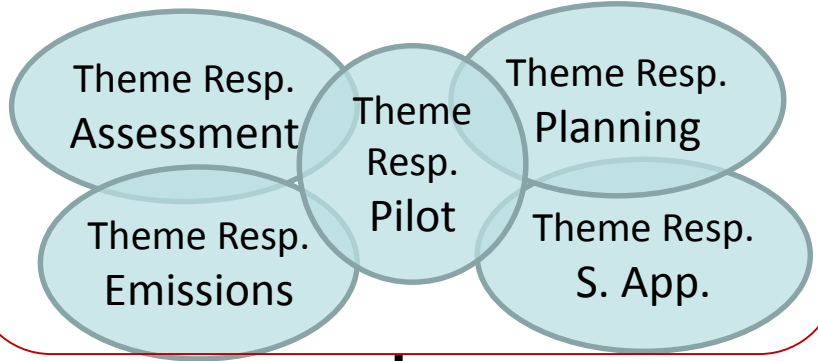 Theme Resp.
Assessment
Theme
Resp.
Pilot
Theme Resp.
Planning
Theme Resp.
Emissions
Theme Resp.
S. App.